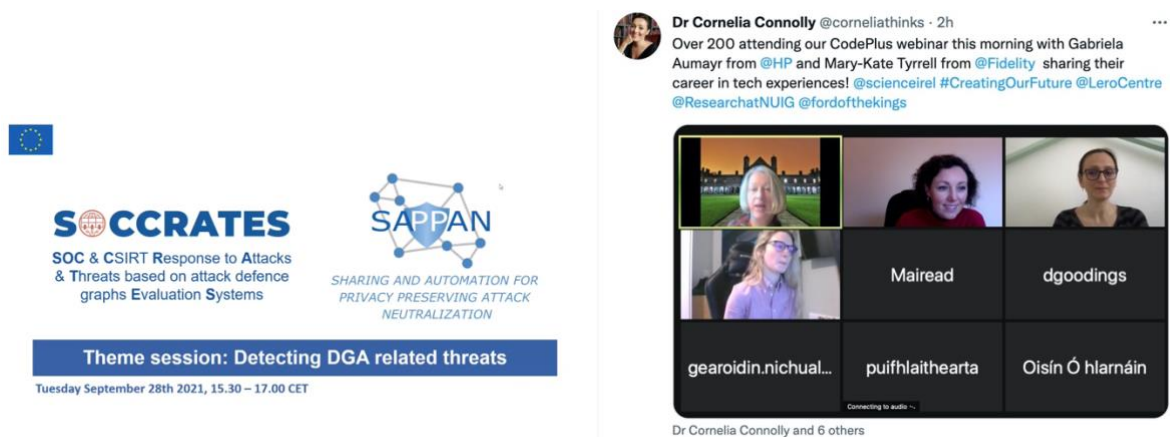 SOCCRATES
SOC & CSIRT Response to Attacks
& Threats based on attack defence
graphs Evaluation Systems
SAPPAN
SHARING AND AUTOMATION FOR
PRIVACY PRESERVING ATTACK
NEUTRALIZATION
Theme session: Detecting DGA related threats
Tuesday September 28th 2021, 15.30 – 17.00 CET
Dr Cornelia Connolly @corneliathinks · 2h
Over 200 attending our CodePlus webinar this morning with Gabriela
Aumayr from @HP and Mary-Kate Tyrrell from @Fidelity sharing their
career in tech experiences! @scienceirel #CreatingOurFuture @LeroCentre
@ResearchatNUIG @fordofthekings
Mairead
dgoodings
gearoidin.nichual...
puifhlaithearta
Oisín Ó hIarnáin
Connecting to audio
Dr Cornelia Connolly and 6 others